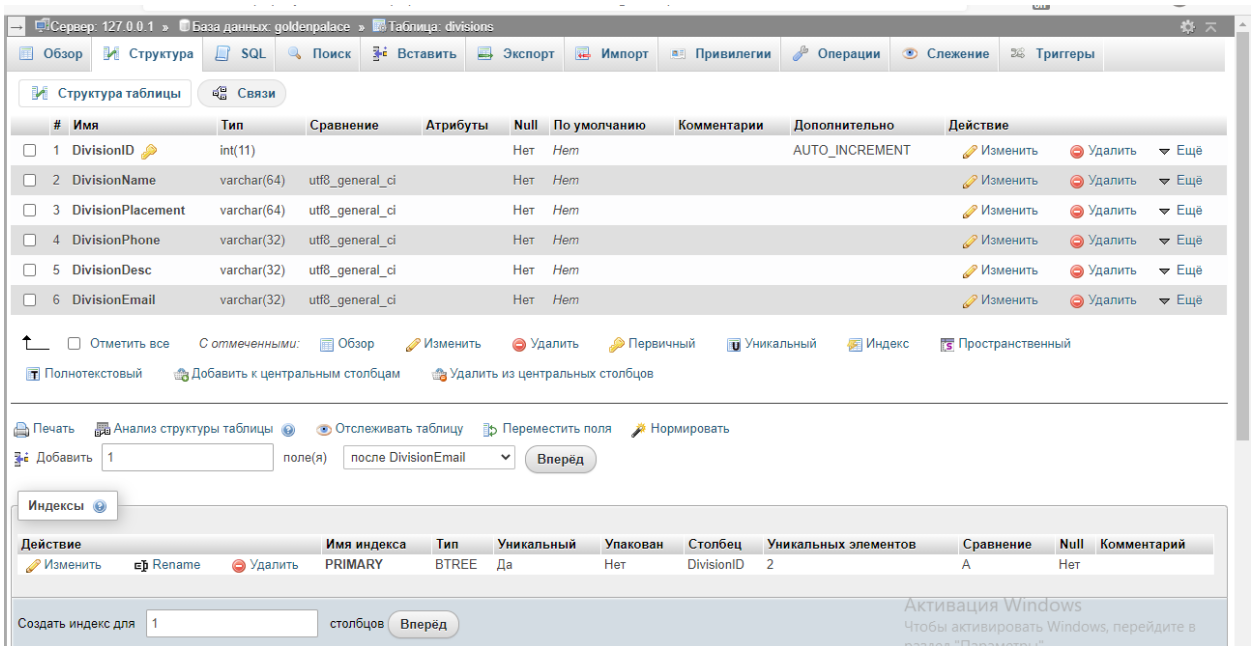 Сервер: 127.0.0.1 » База данных: goldenpalace » Таблица: divisions
Обзор Структура SQL Поиск Вставить Экспорт Импорт Привилегии Операции Слежение Триггеры
Структура таблицы Связи
# Имя Тип Сравнение Атрибуты Null По умолчанию Комментарии Дополнительно Действие
1 DivisionID int(11) Нет Нет AUTO_INCREMENT Изменить Удалить Ещё
2 DivisionName varchar(64) utf8_general_ci Нет Нет Изменить Удалить Ещё
3 DivisionPlacement varchar(64) utf8_general_ci Нет Нет Изменить Удалить Ещё
4 DivisionPhone varchar(32) utf8_general_ci Нет Нет Изменить Удалить Ещё
5 DivisionDesc varchar(32) utf8_general_ci Нет Нет Изменить Удалить Ещё
6 DivisionEmail varchar(32) utf8_general_ci Нет Нет Изменить Удалить Ещё
Отметить все С отмеченными: Обзор Изменить Удалить Первичный Уникальный Индекс Пространственный
Полнотекстовый Добавить к центральным столбцам Удалить из центральных столбцов
Печать Анализ структуры таблицы Отслеживать таблицу Переместить поля Нормировать
Добавить 1 поле(я) после DivisionEmail Вперёд
Индексы
Действие Имя индекса Тип Уникальный Упакован Столбец Уникальных элементов Сравнение Null Комментарий
Изменить Rename Удалить PRIMARY BTREE Да Нет DivisionID 2 A Нет
Активация Windows
Создать индекс для 1 столбцов Вперёд
Чтобы активировать Windows, перейдите в
раздел "Параметры"